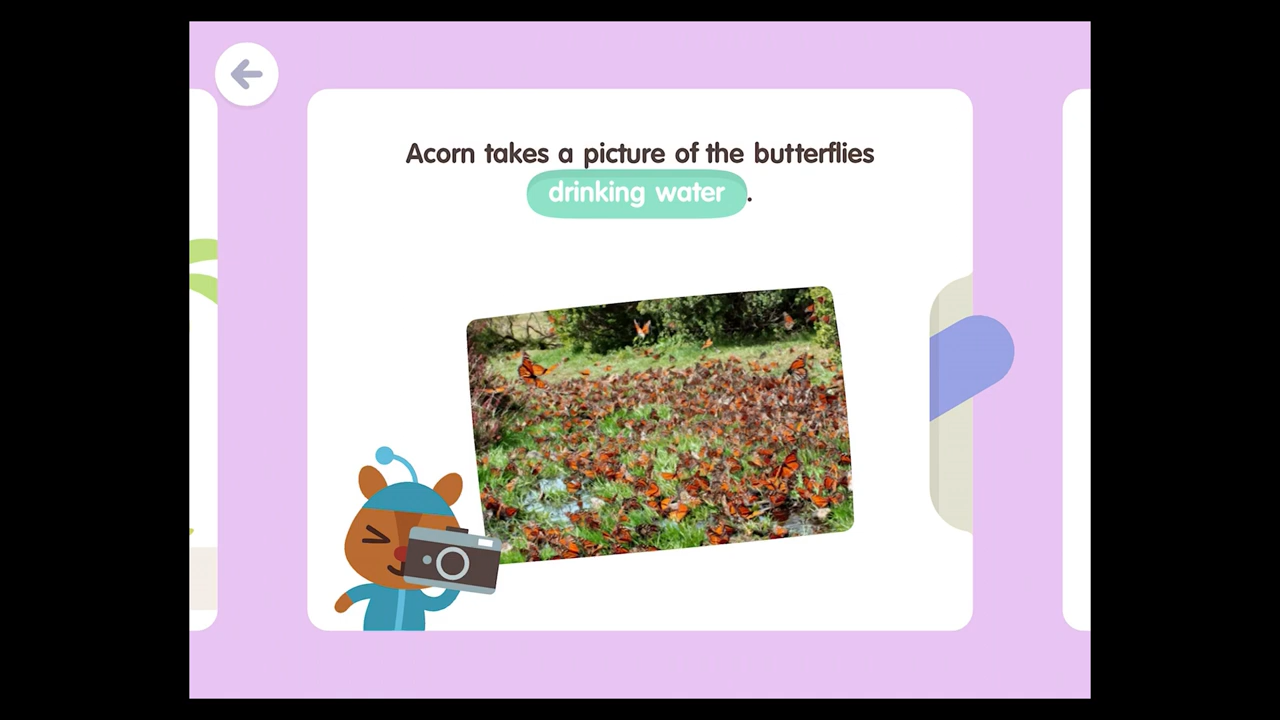 Acorn takes a picture of the butterflies
drinking water.